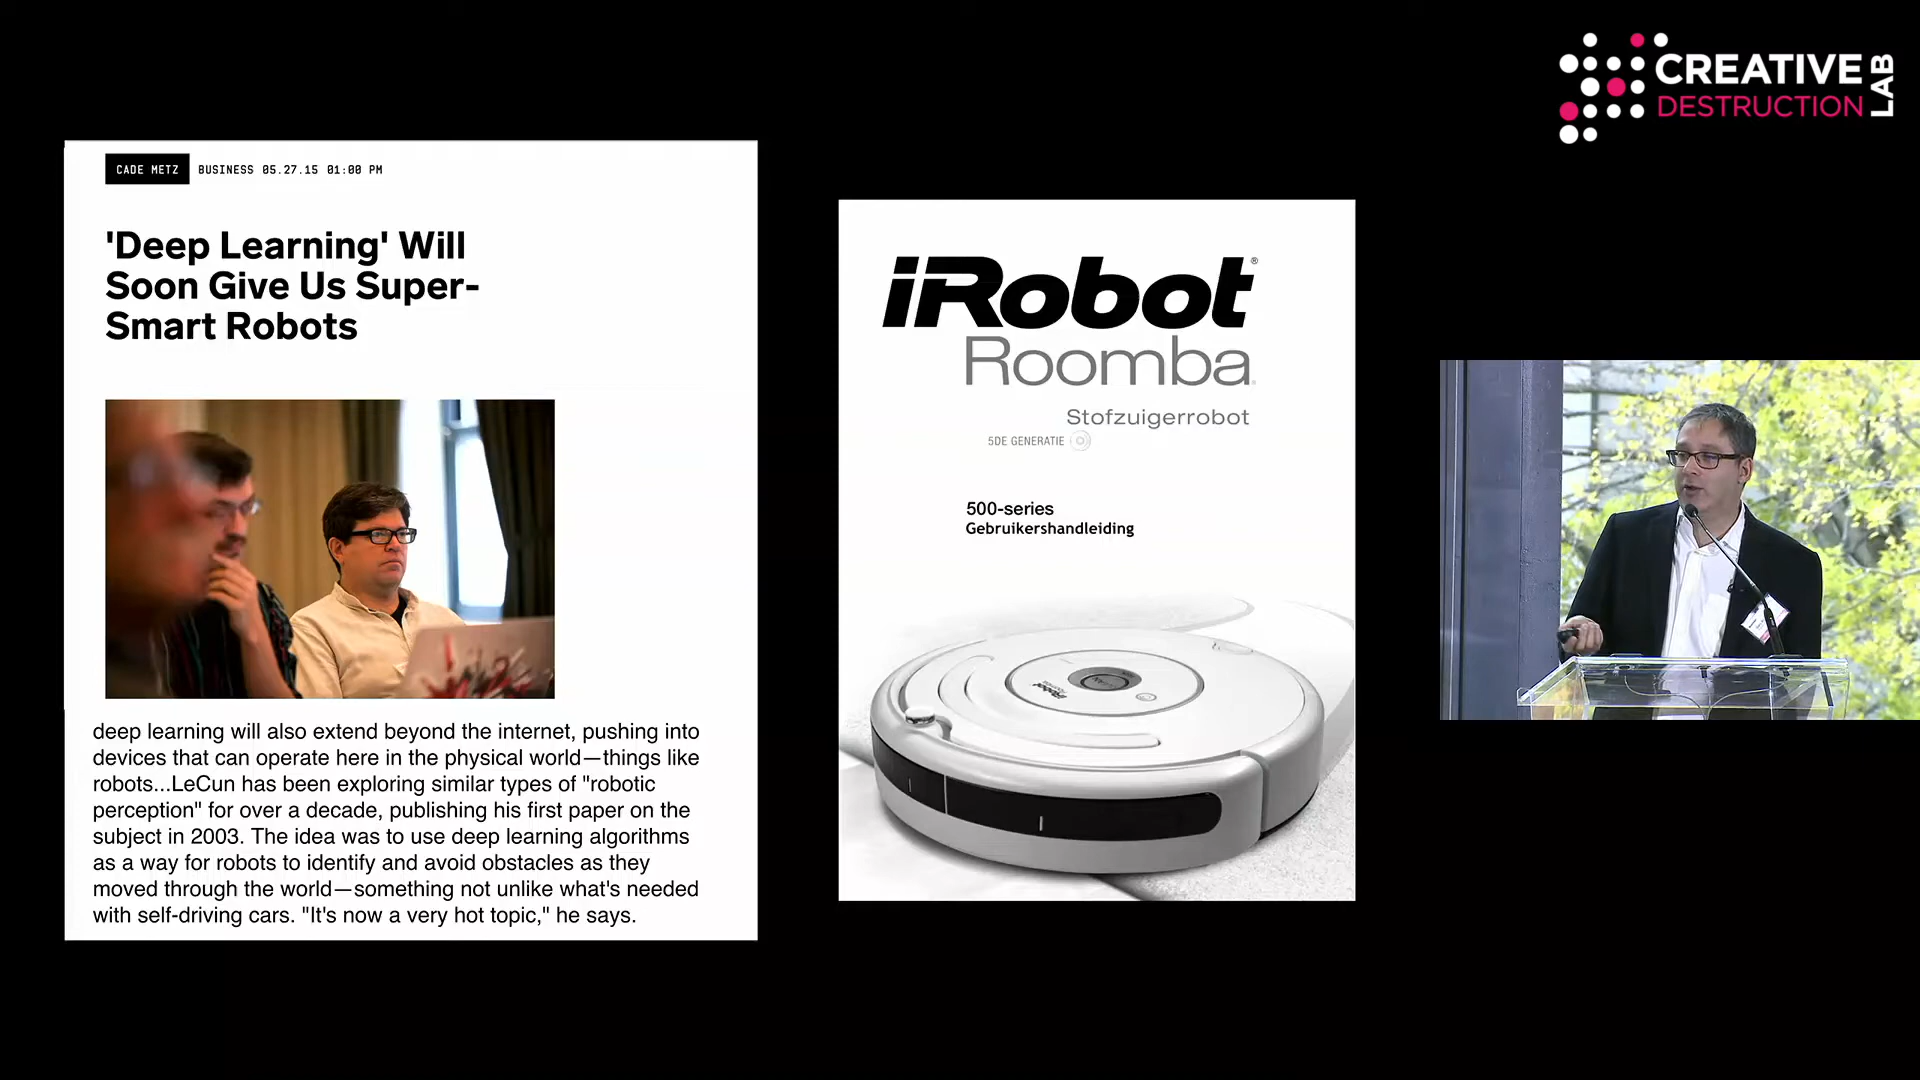 CREATIVE
DESTRUCTION
LAB
CADE METZ BUSINESS 05.27.15 01:00 PM
'Deep Learning' Will
Soon Give Us Super-
Smart Robots
deep learning will also extend beyond the internet, pushing into
devices that can operate here in the physical world—things like
robots...LeCun has been exploring similar types of "robotic
perception" for over a decade, publishing his first paper on the
subject in 2003. The idea was to use deep learning algorithms
as a way for robots to identify and avoid obstacles as they
moved through the world—something not unlike what's needed
with self-driving cars. "It's now a very hot topic," he says.
iRobot®
Roomba
Stofzuigerrobot
5DE GENERATIE
500-series
Gebruikershandleiding
iRobot
Roomba